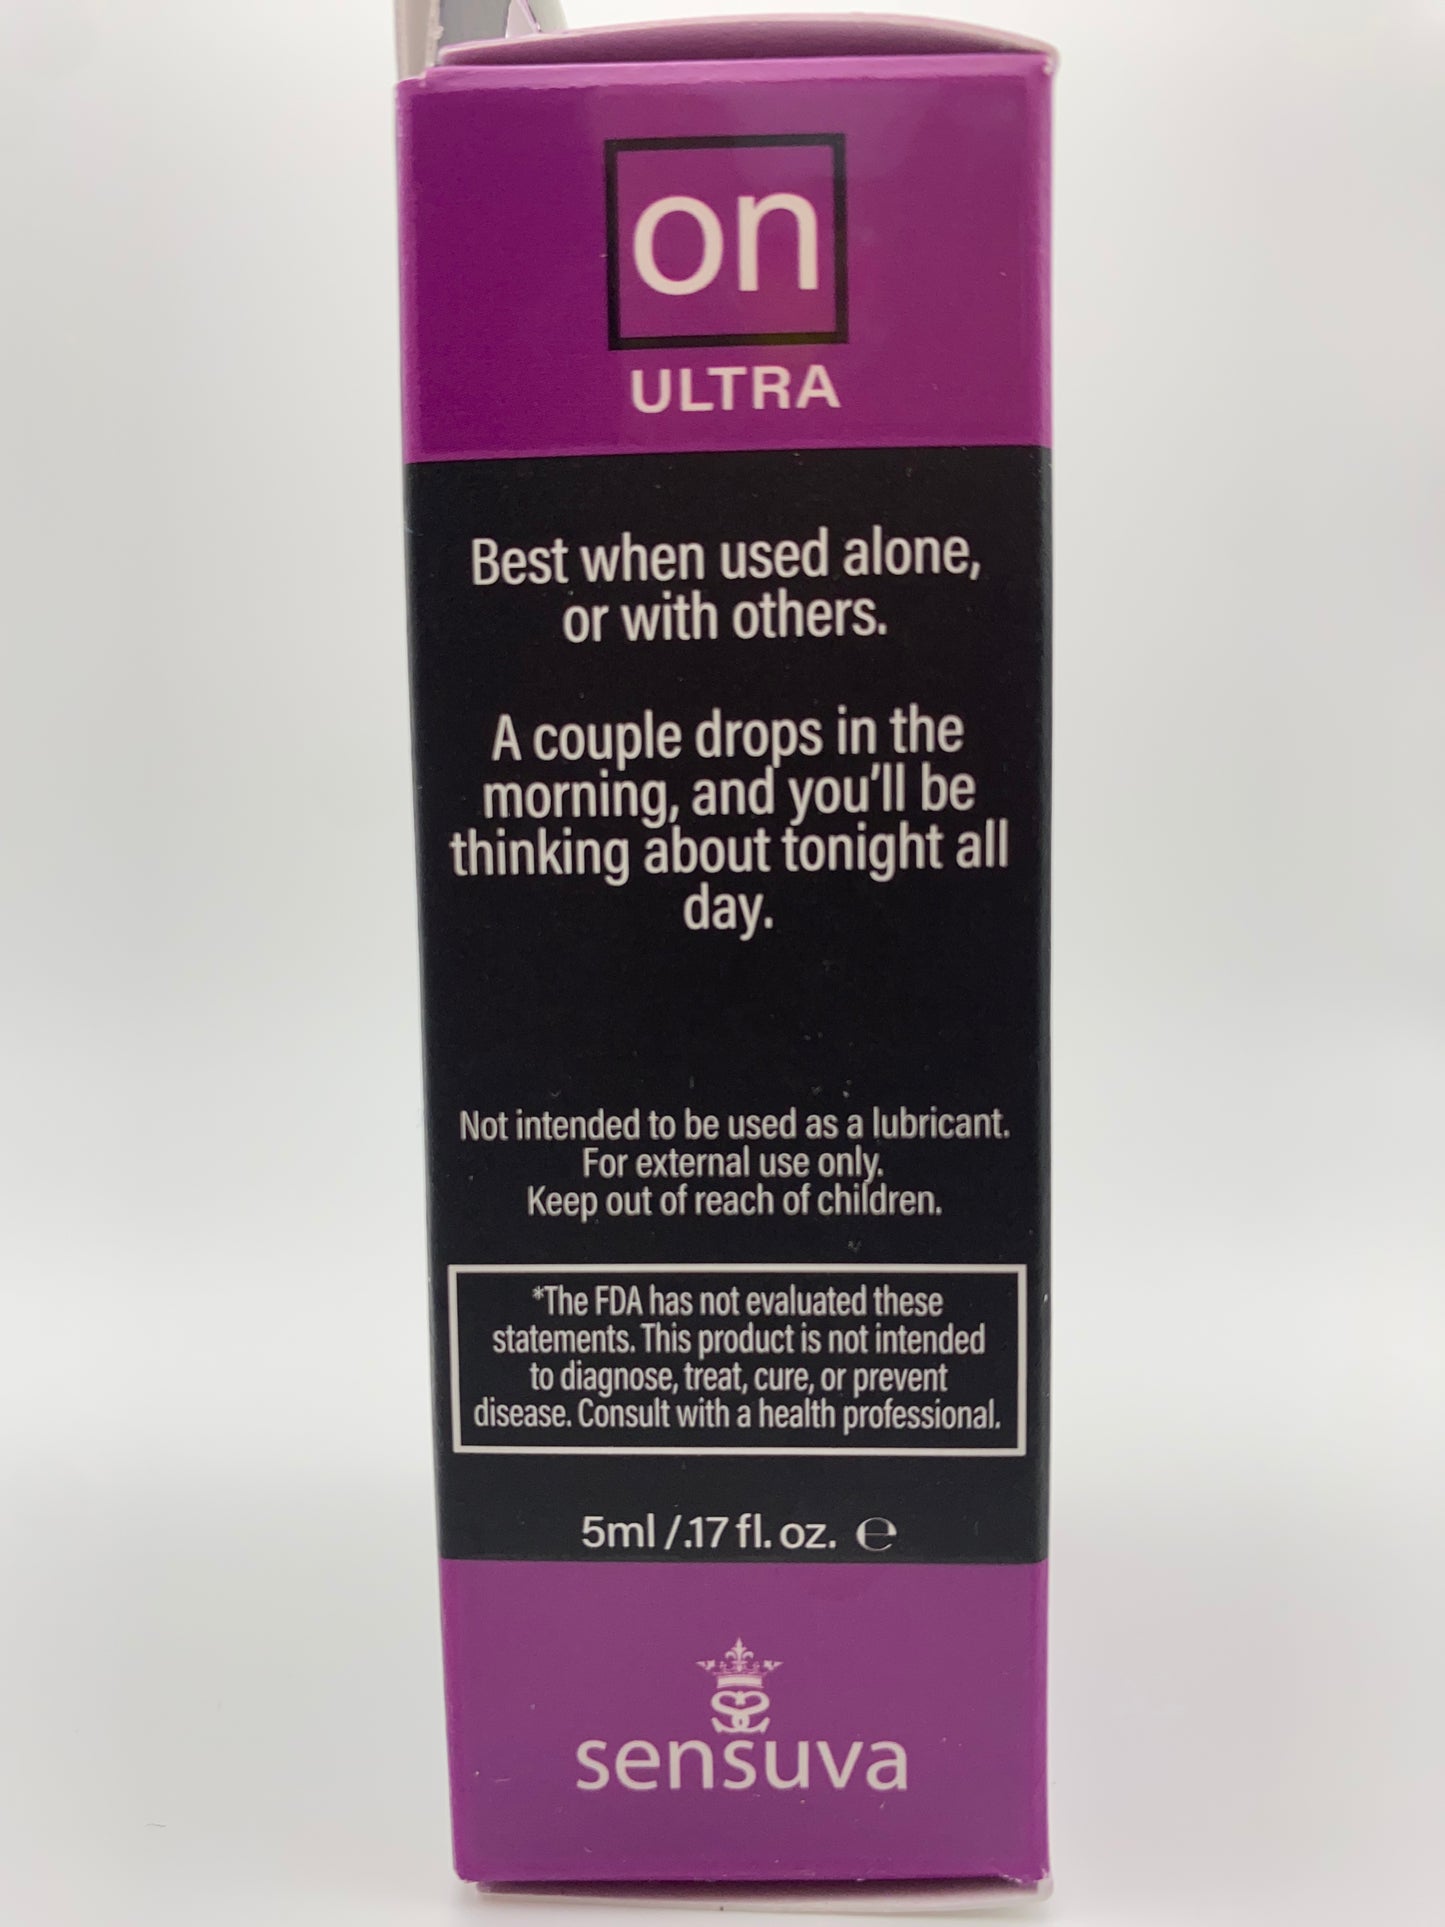 on
ULTRA
Best when used alone,
or with others.
A couple drops in the
morning, and you'll be
thinking about tonight all
day.
Not intended to be used as a lubricant.
For external use only.
Keep out of reach of children.
*The FDA has not evaluated these
statements. This product is not intended
to diagnose, treat, cure, or prevent
disease. Consult with a health professional.
5ml /.17 fl. oz. ℮
sensuva